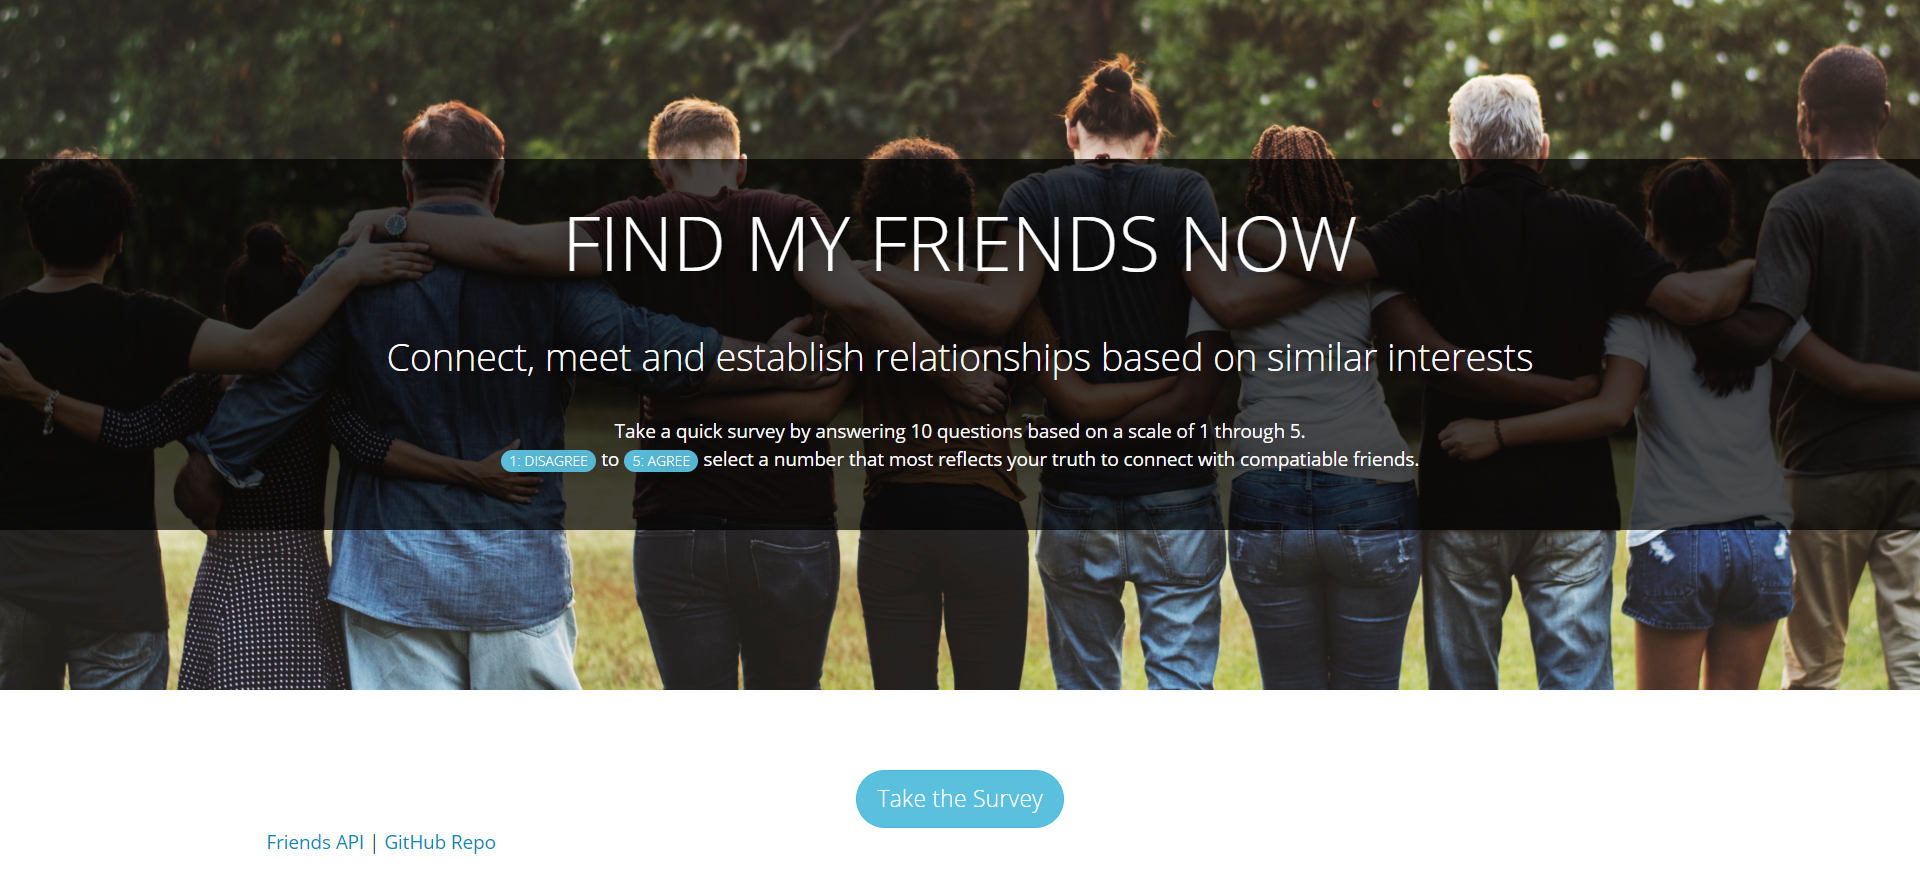 FIND MY FRIENDS NOW
Connect, meet and establish relationships based on similar interests
Take a quick survey by answering 10 questions based on a scale of 1 through 5.
1: DISAGREE to 5: AGREE select a number that most reflects your truth to connect with compatiable friends.
Take the Survey
Friends API | GitHub Repo